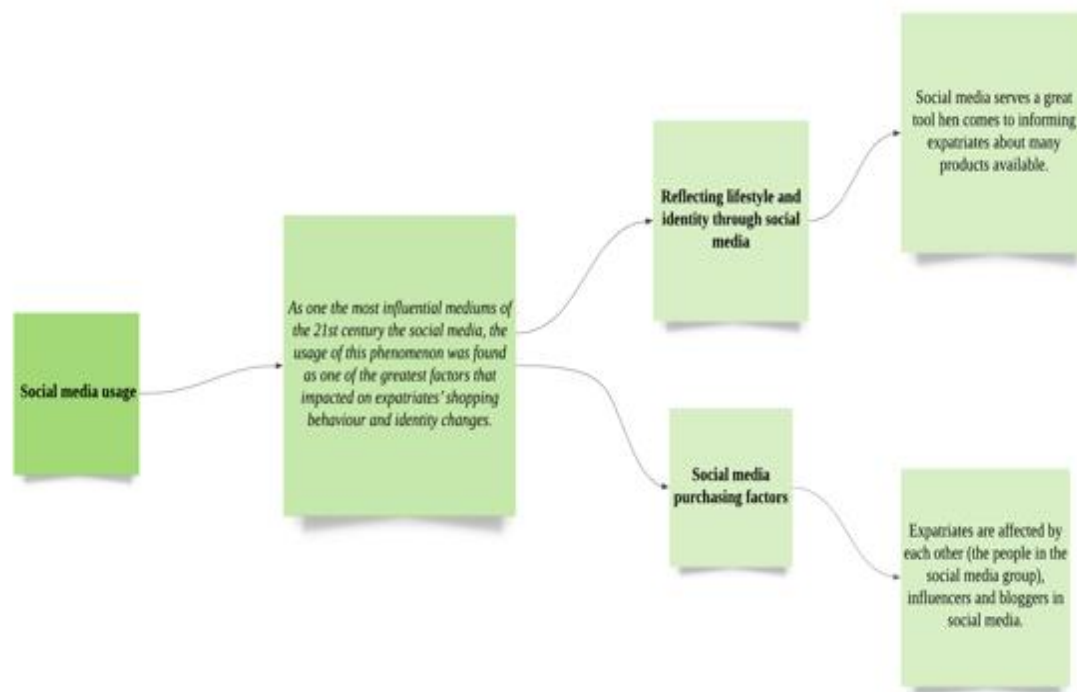 Social media usage
As one the most influential mediums of
the 21st century the social media, the
usage of this phenomenon was found
as one of the greatest factors that
impacted on expatriates' shopping
behaviour and identity changes.
Reflecting lifestyle and
identity through social
media
Social media serves a great
tool hen comes to informing
expatriates about many
products available.
Social media
purchasing factors
Expatriates are affected by
each other (the people in the
social media group),
influencers and bloggers in
social media.